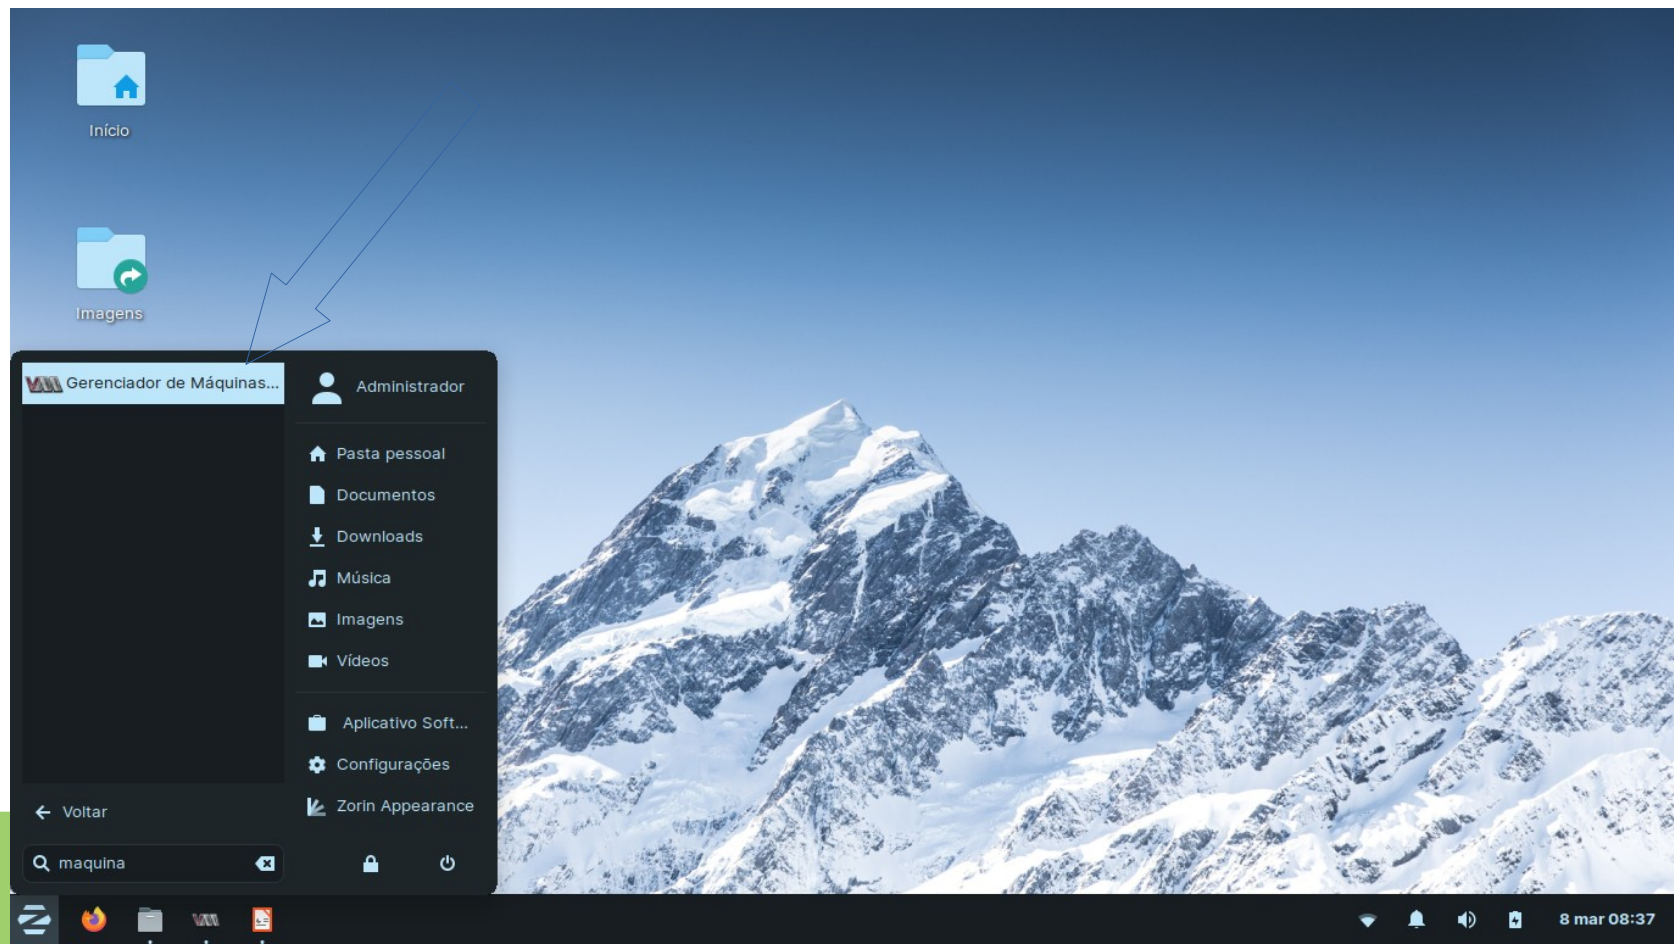 Início
Imagens
Gerenciador de Máquinas...
Administrador
Pasta pessoal
Documentos
Downloads
Música
Imagens
Vídeos
Aplicativo Soft...
Configurações
Zorin Appearance
Voltar
maquina
8 mar 08:37